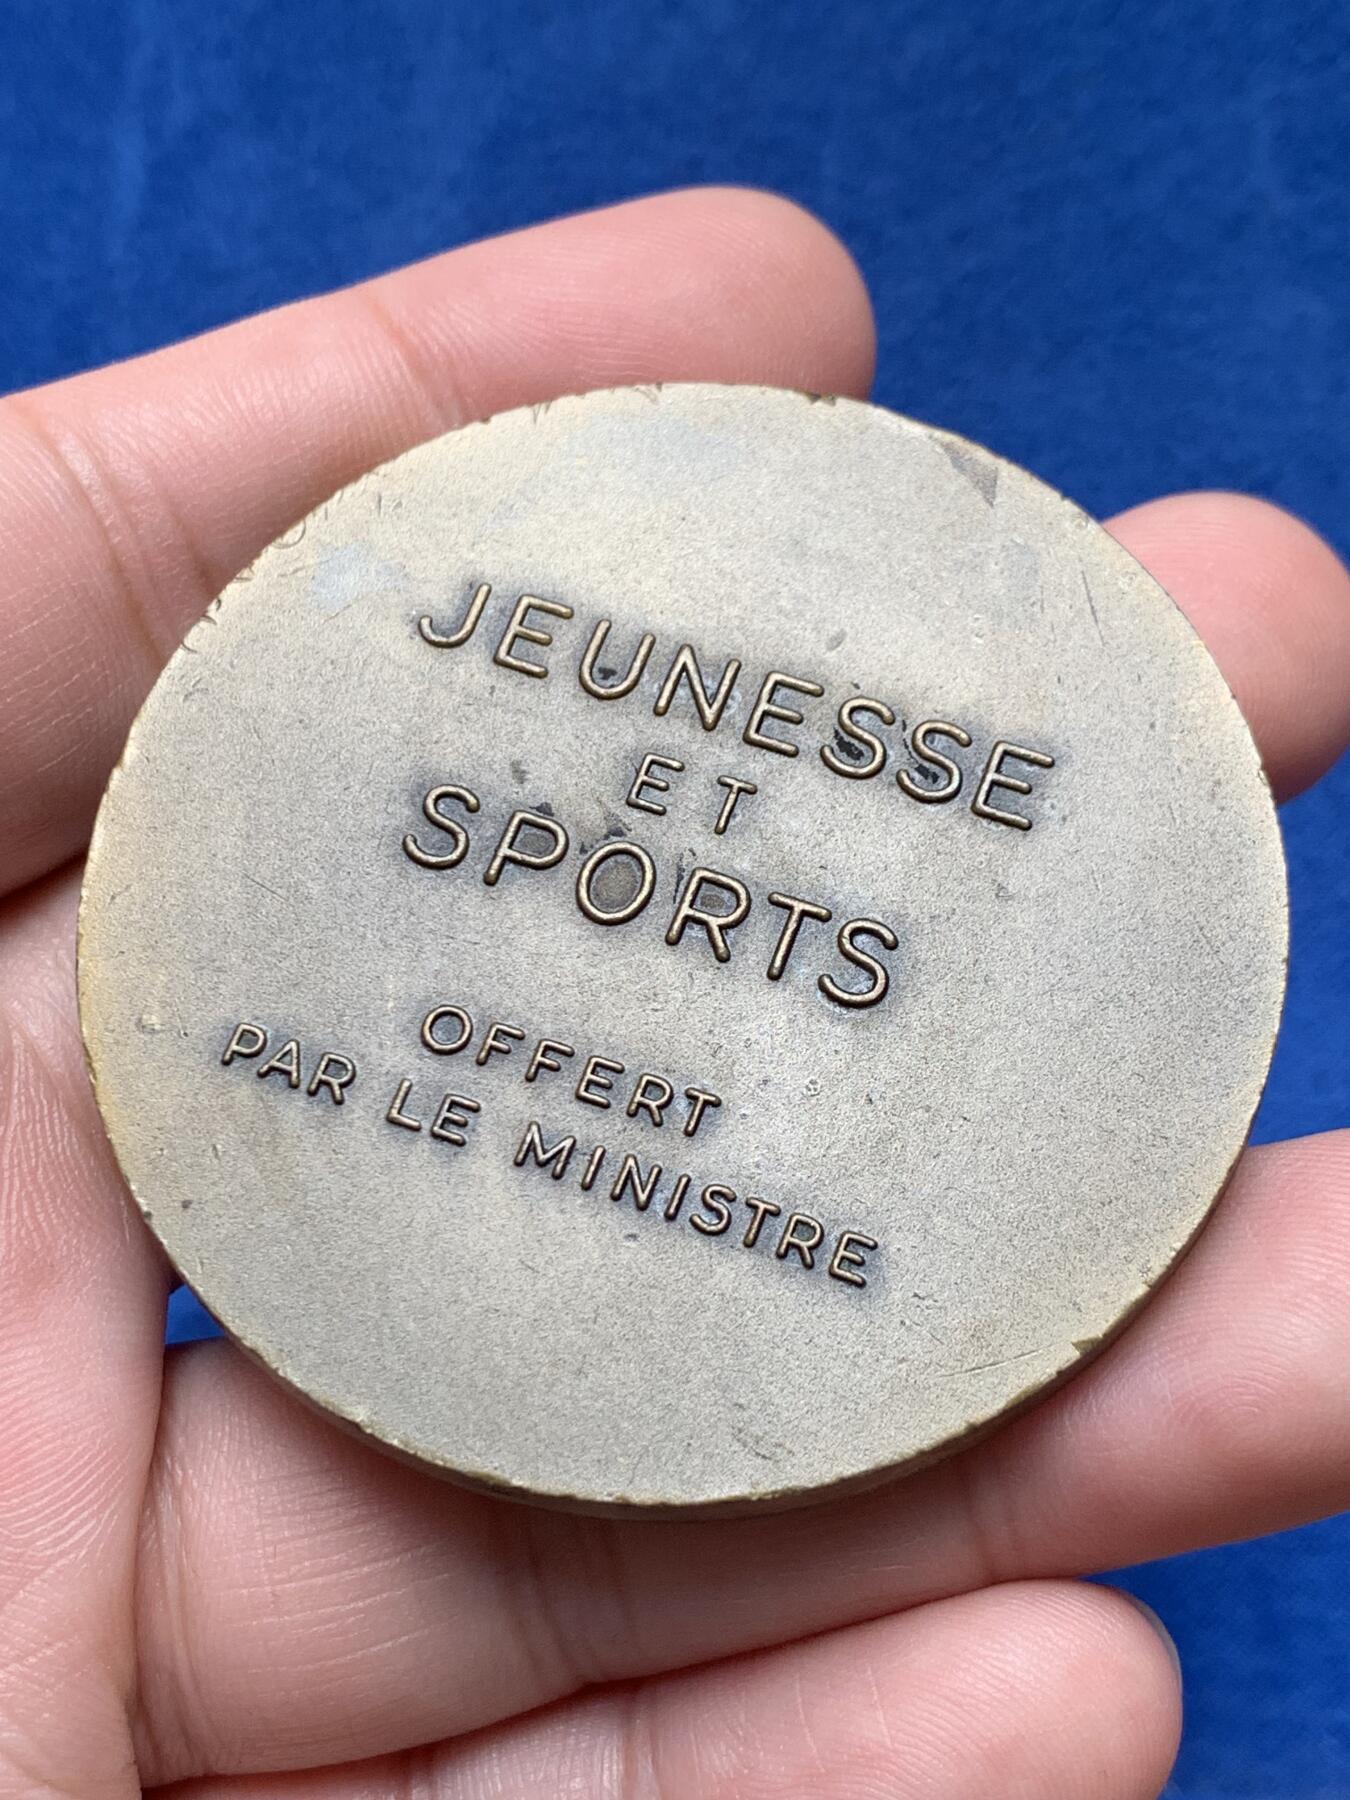 JEUNESSE
ET
SPORTS
OFFERT
PAR LE MINISTRE